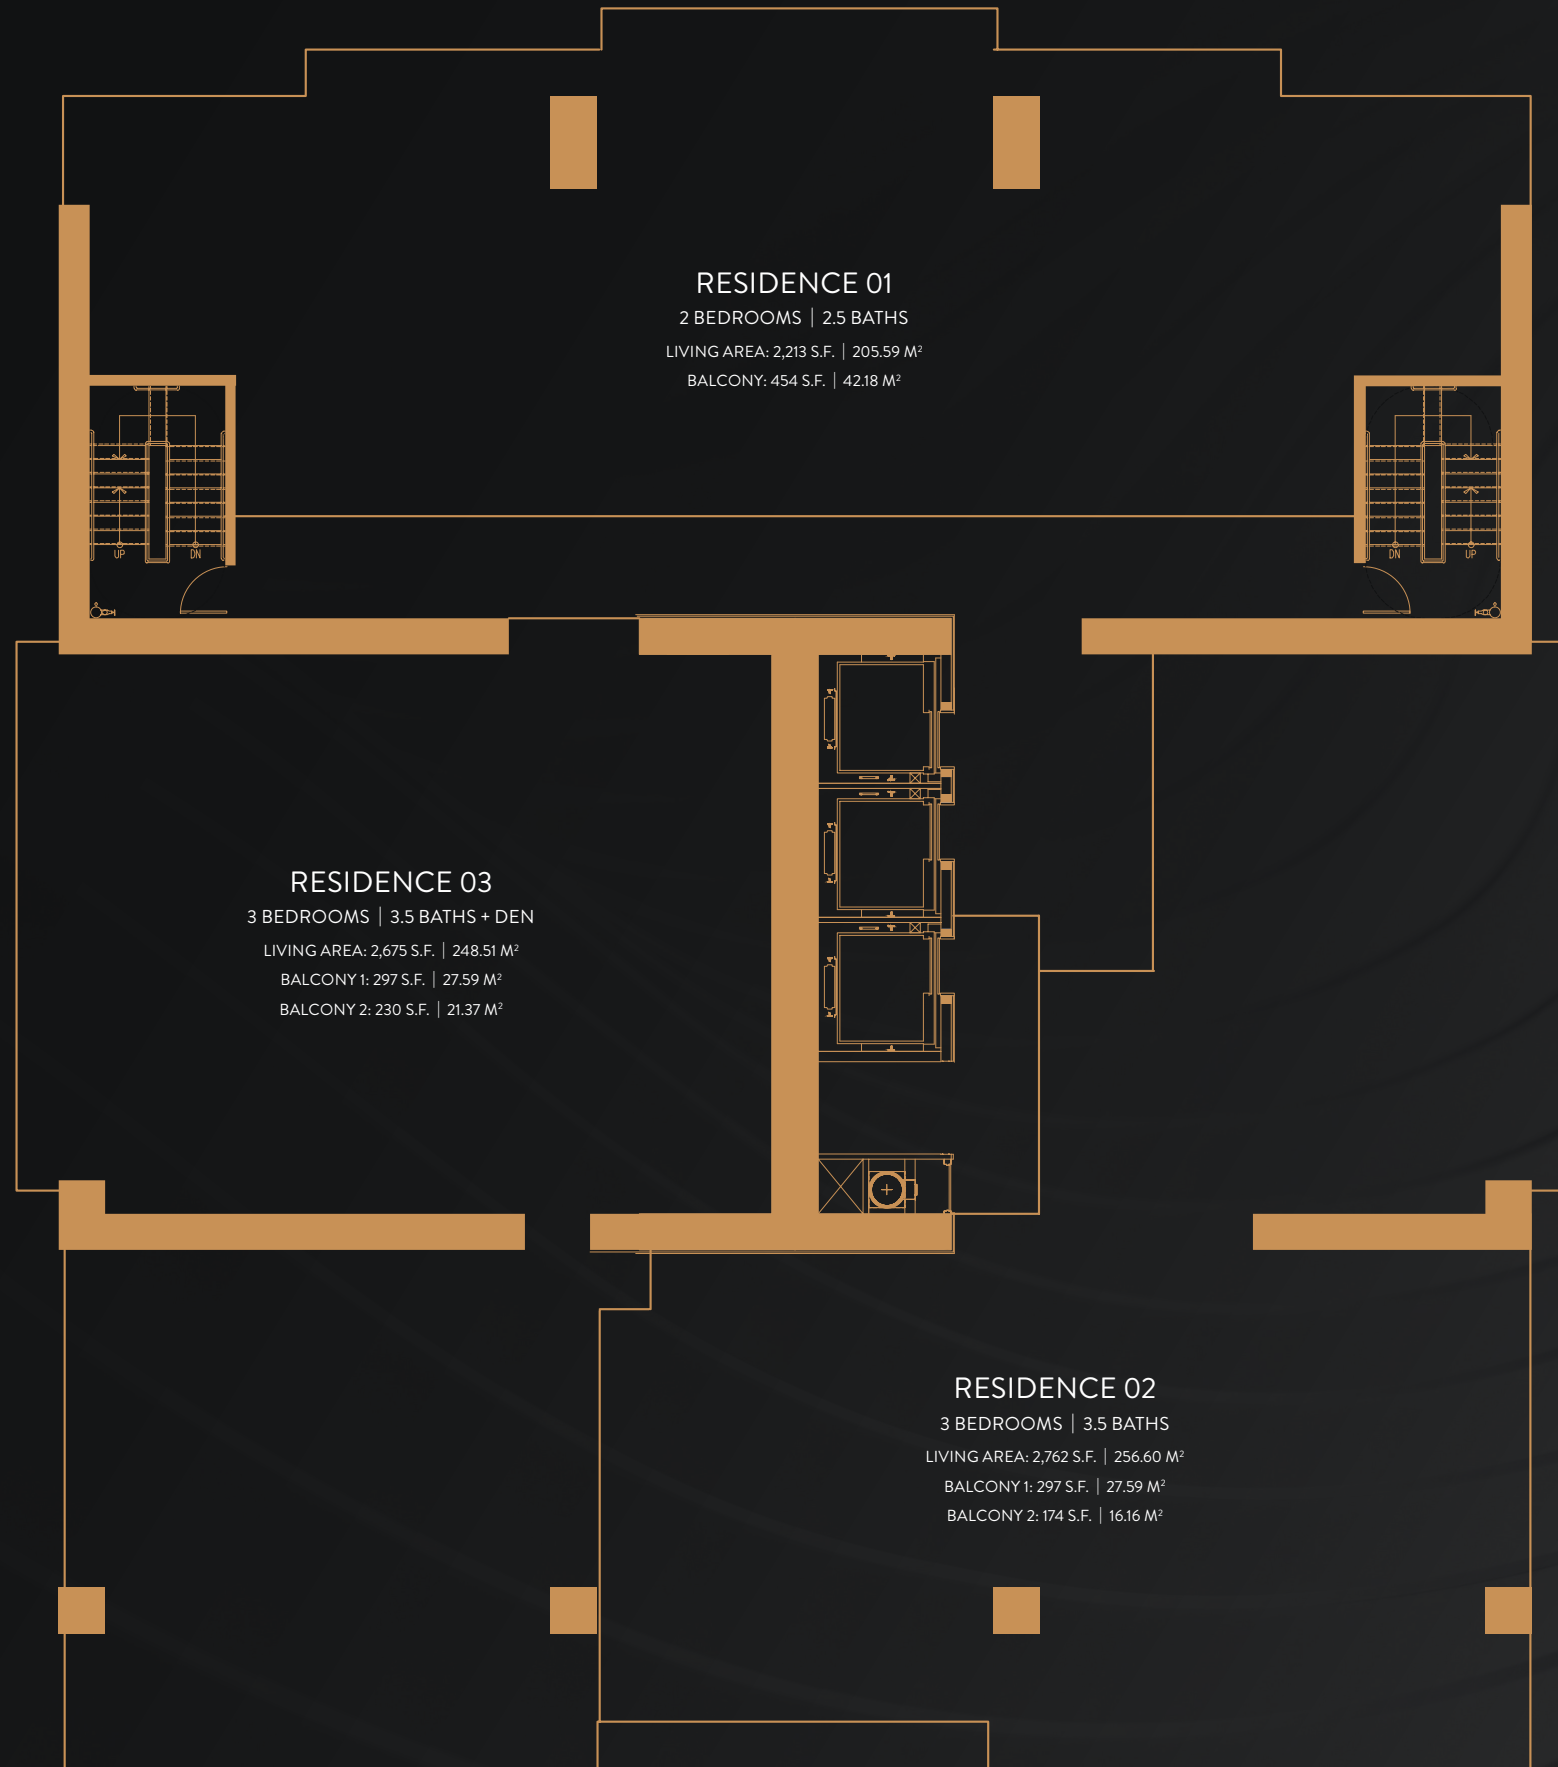 RESIDENCE 01
2 BEDROOMS | 2.5 BATHS
LIVING AREA: 2,213 S.F. | 205.59 M²
BALCONY: 454 S.F. | 42.18 M²
UP DN
DN UP
RESIDENCE 03
3 BEDROOMS | 3.5 BATHS + DEN
LIVING AREA: 2,675 S.F. | 248.51 M²
BALCONY 1: 297 S.F. | 27.59 M²
BALCONY 2: 230 S.F. | 21.37 M²
RESIDENCE 02
3 BEDROOMS | 3.5 BATHS
LIVING AREA: 2,762 S.F. | 256.60 M²
BALCONY 1: 297 S.F. | 27.59 M²
BALCONY 2: 174 S.F. | 16.16 M²